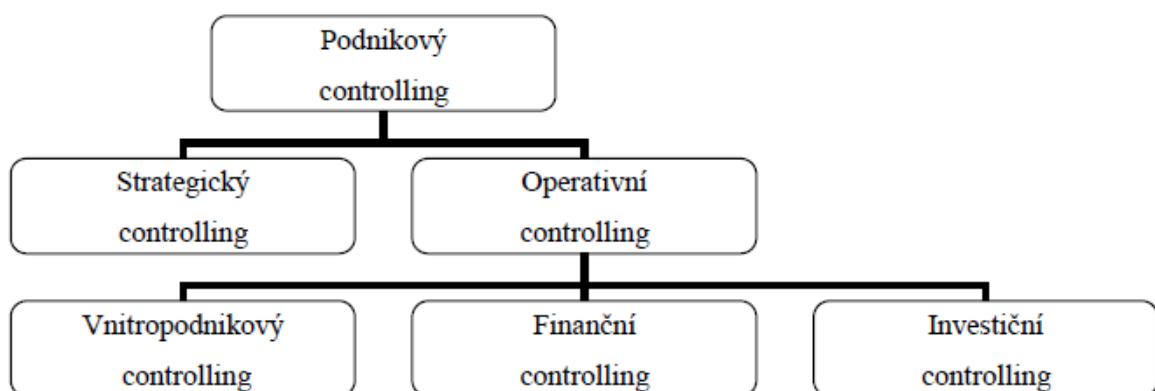 Podnikový
controlling
Strategický
controlling
Operativní
controlling
Vnitropodnikový
controlling
Finanční
controlling
Investiční
controlling